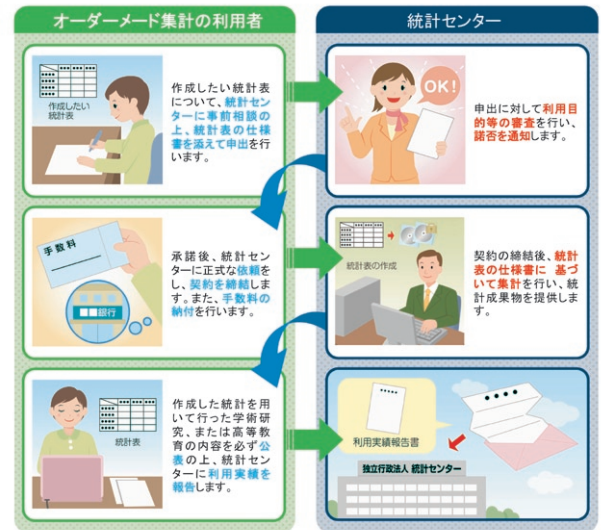 オーダーメード集計の利用者
統計センター
作成したい
統計表
作成したい統計表
について、統計セン
ターに事前相談の
上、統計表の仕様
書を添えて申出を行
います。
OK!
申出に対して利用目
的等の審査を行い、
諾否を通知します。
手数料
■■銀行
承諾後、統計セン
ターに正式な依頼を
し、契約を締結しま
す。また、手数料の
納付を行います。
統計表の作成
契約の締結後、統計
表の仕様書に 基づ
いて集計を行い、統
計成果物を提供しま
す。
統計表
作成した統計を用
いて行った学術研
究、または高等教
育の内容を必ず公
表の上、統計セン
ターに利用実績を
報告します。
利用実績報告書
独立行政法人 統計センター